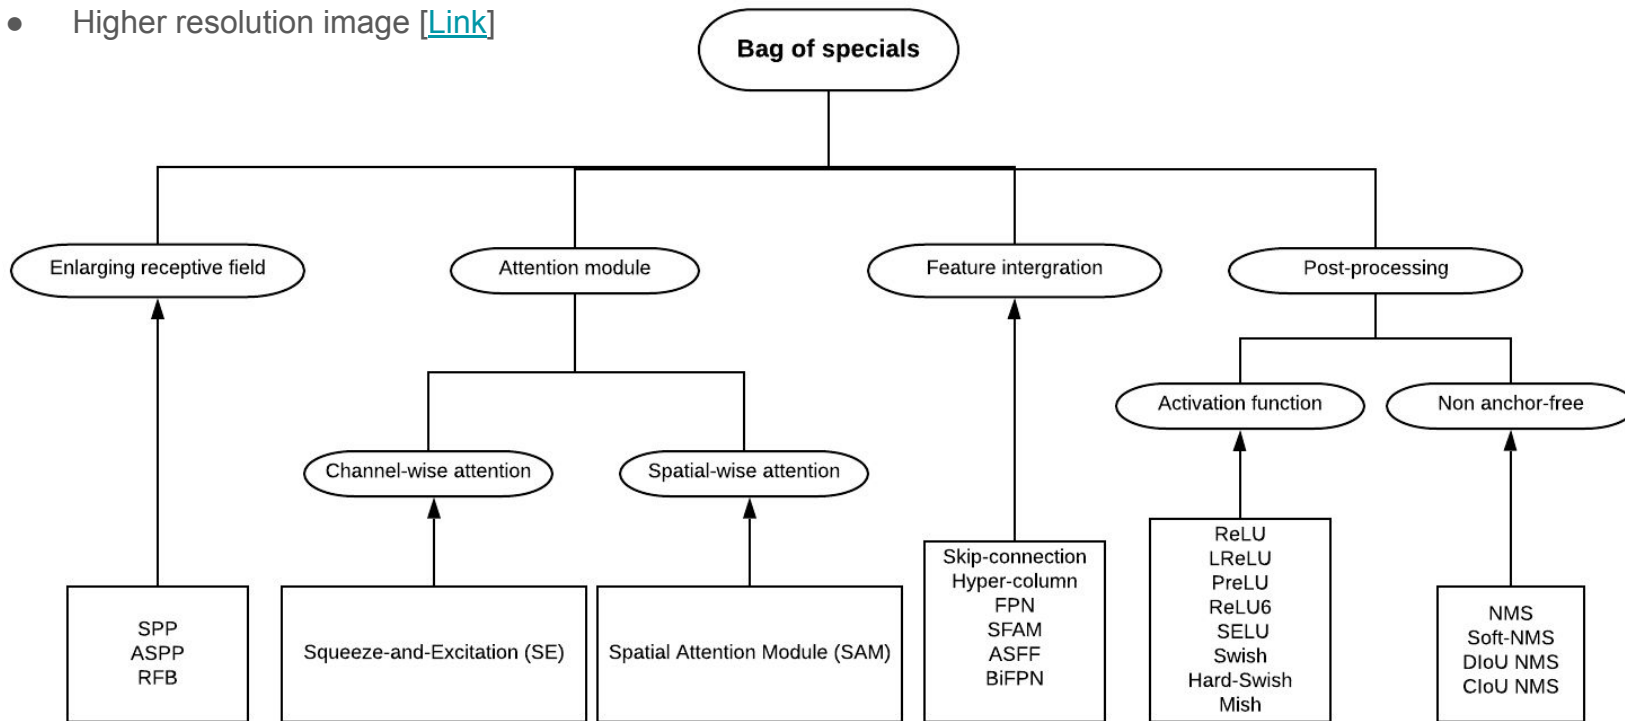 ● Higher resolution image [Link]
Bag of specials
Enlarging receptive field
Attention module
Feature intergration
Post-processing
Activation function
Non anchor-free
Channel-wise attention
Spatial-wise attention
SPP
ASPP
RFB
Squeeze-and-Excitation (SE)
Spatial Attention Module (SAM)
Skip-connection
Hyper-column
FPN
SFAM
ASFF
BiFPN
ReLU
LReLU
PreLU
ReLU6
SELU
Swish
Hard-Swish
Mish
NMS
Soft-NMS
DIoU NMS
CIoU NMS